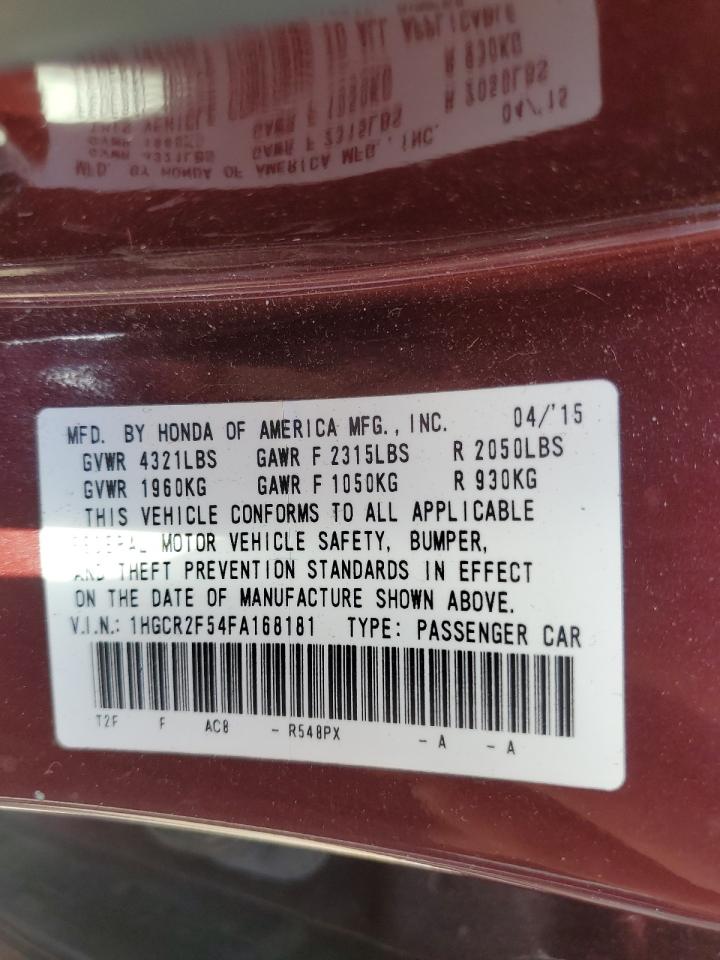 MFD. BY HONDA OF AMERICA MFG., INC. 04/'15
GVWR 4321LBS GAWR F 2315LBS R 2050LBS
GVWR 1960KG GAWR F 1050KG R 930KG
THIS VEHICLE CONFORMS TO ALL APPLICABLE
FEDERAL MOTOR VEHICLE SAFETY, BUMPER,
AND THEFT PREVENTION STANDARDS IN EFFECT
ON THE DATE OF MANUFACTURE SHOWN ABOVE.
V.I.N.: 1HGCR2F54FA168181 TYPE: PASSENGER CAR
T2F F AC8 - R548PX - A - A